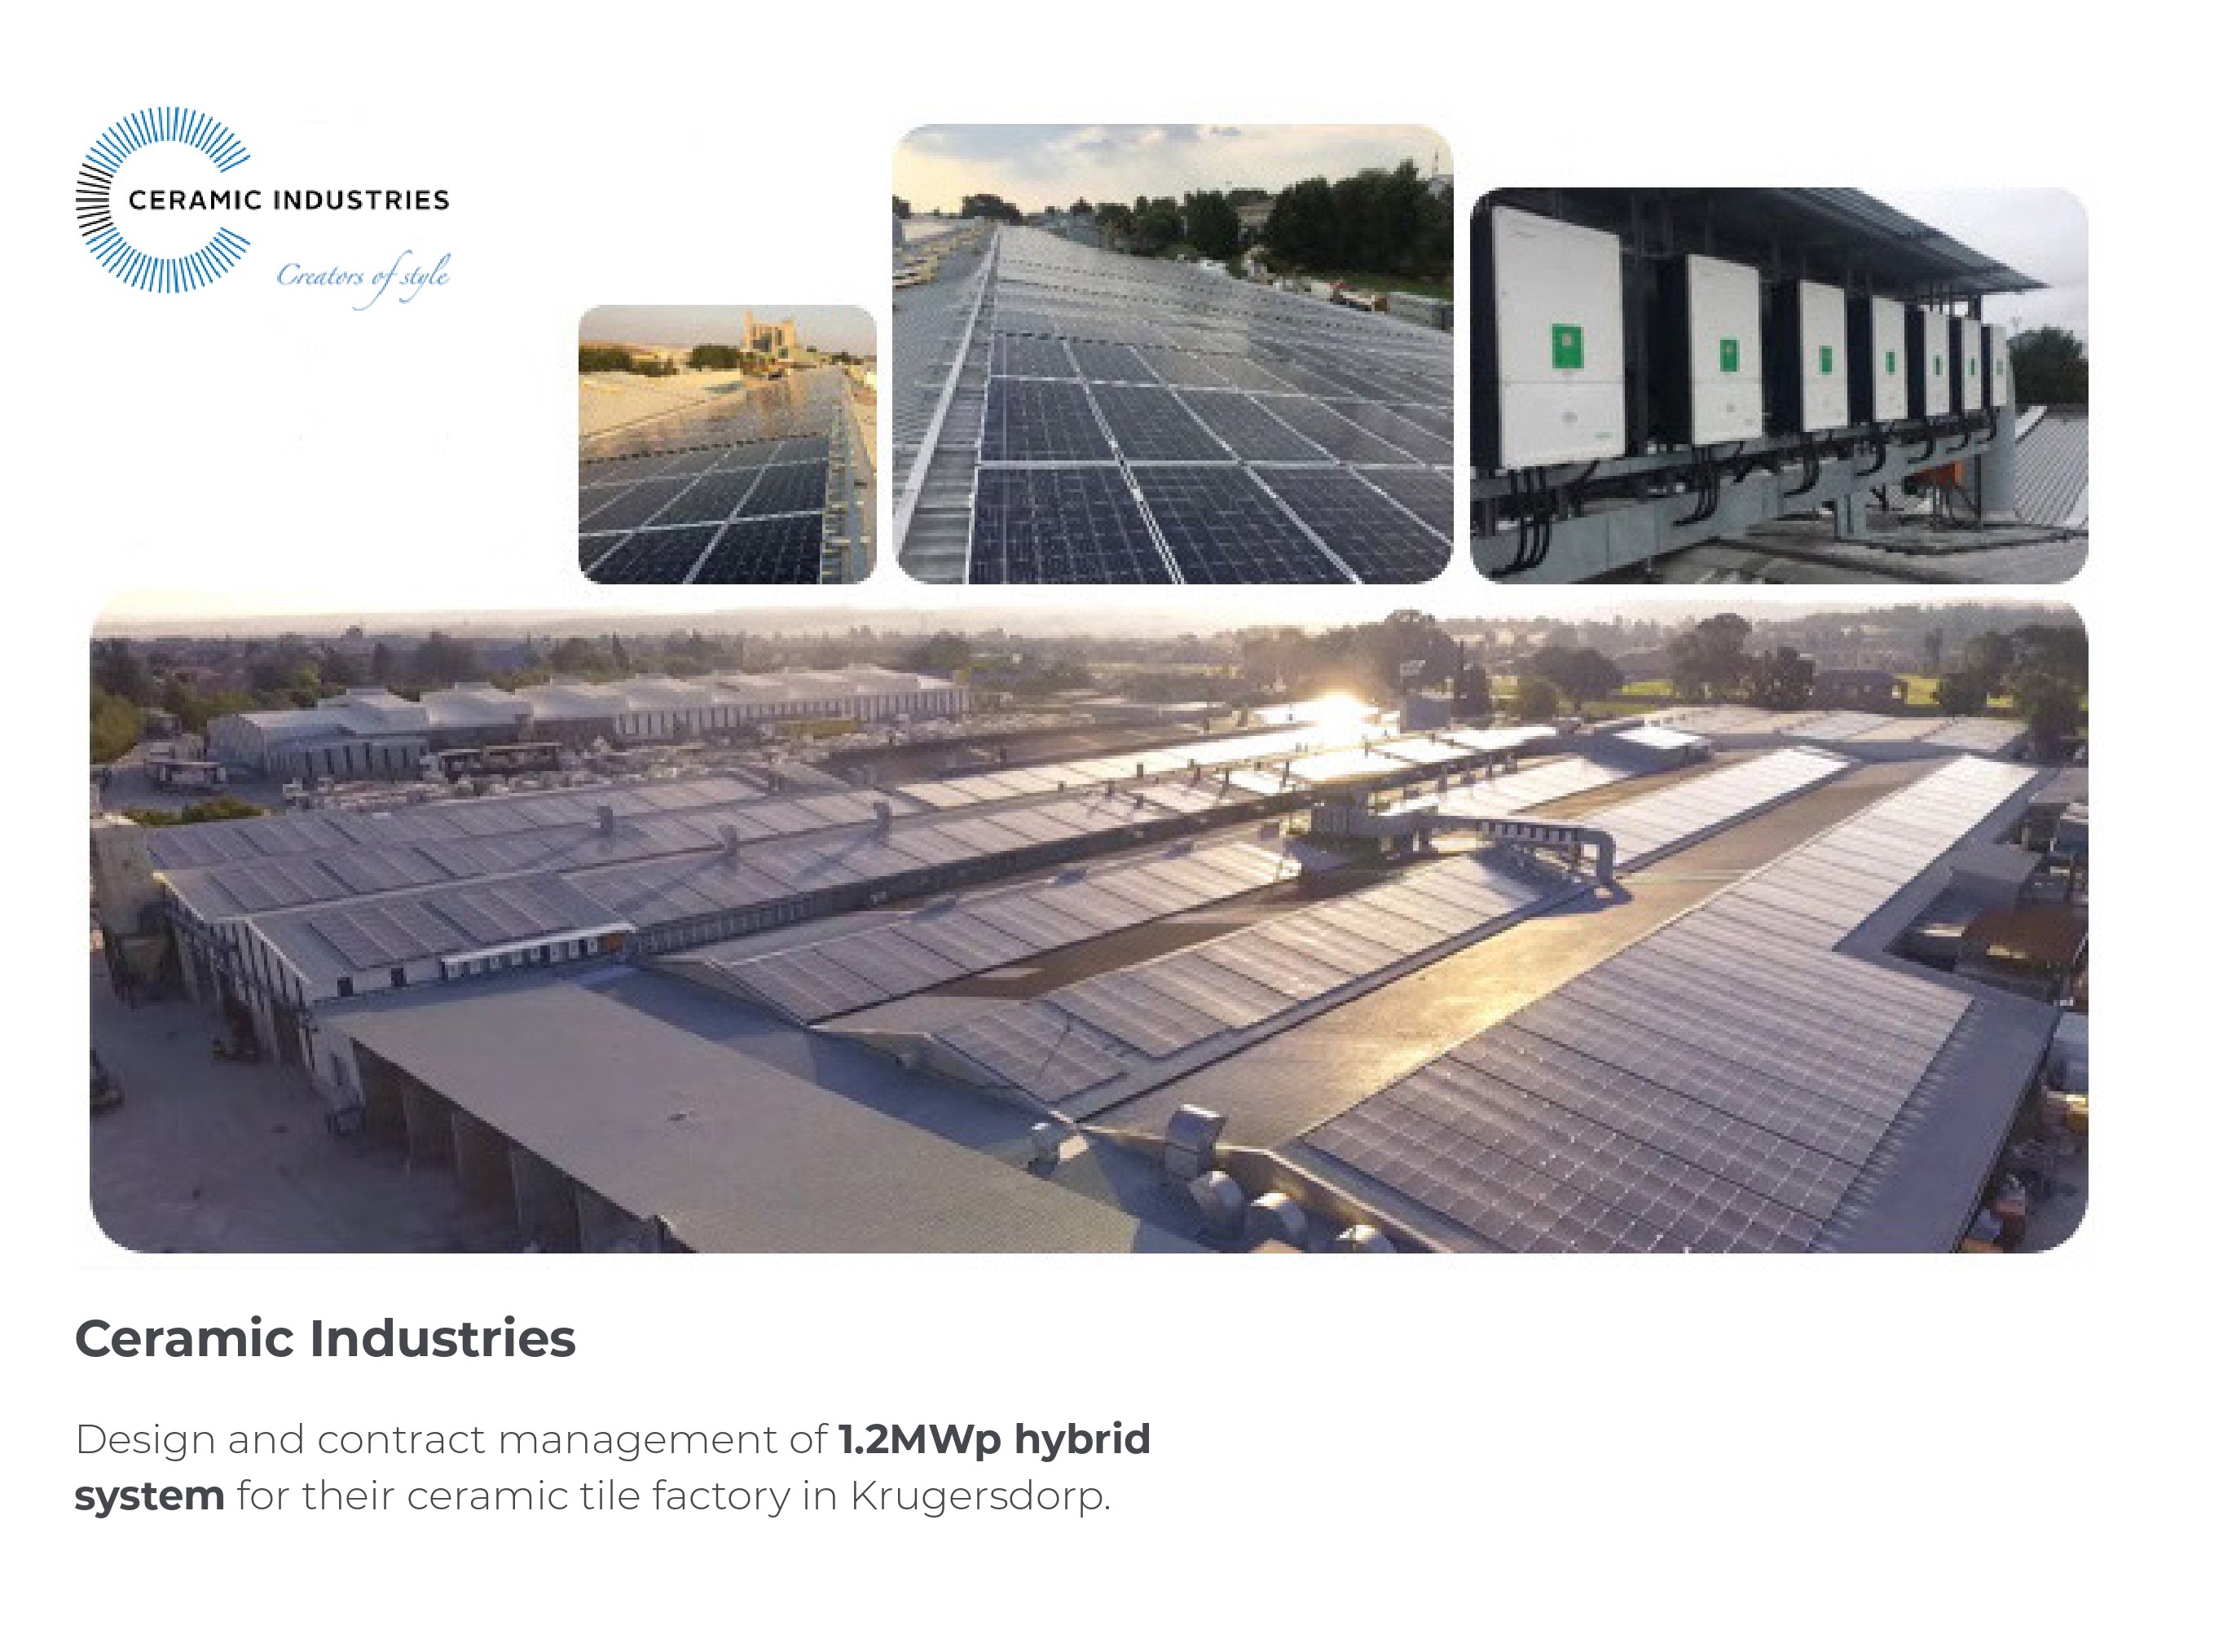 CERAMIC INDUSTRIES
Creators of style
Ceramic Industries
Design and contract management of 1.2MWp hybrid
system for their ceramic tile factory in Krugersdorp.